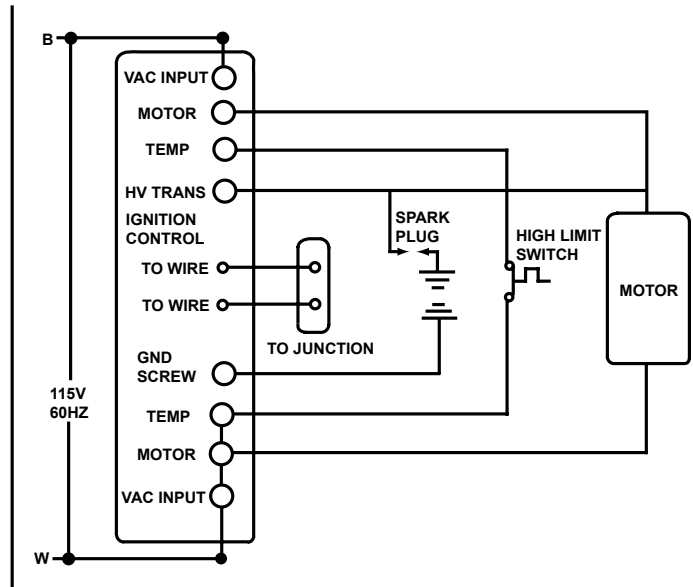 B
VAC INPUT
MOTOR
TEMP
HV TRANS
IGNITION
CONTROL
TO WIRE
TO WIRE
GND
SCREW
TEMP
MOTOR
VAC INPUT
115V
60HZ
W
TO JUNCTION
SPARK
PLUG
HIGH LIMIT
SWITCH
MOTOR